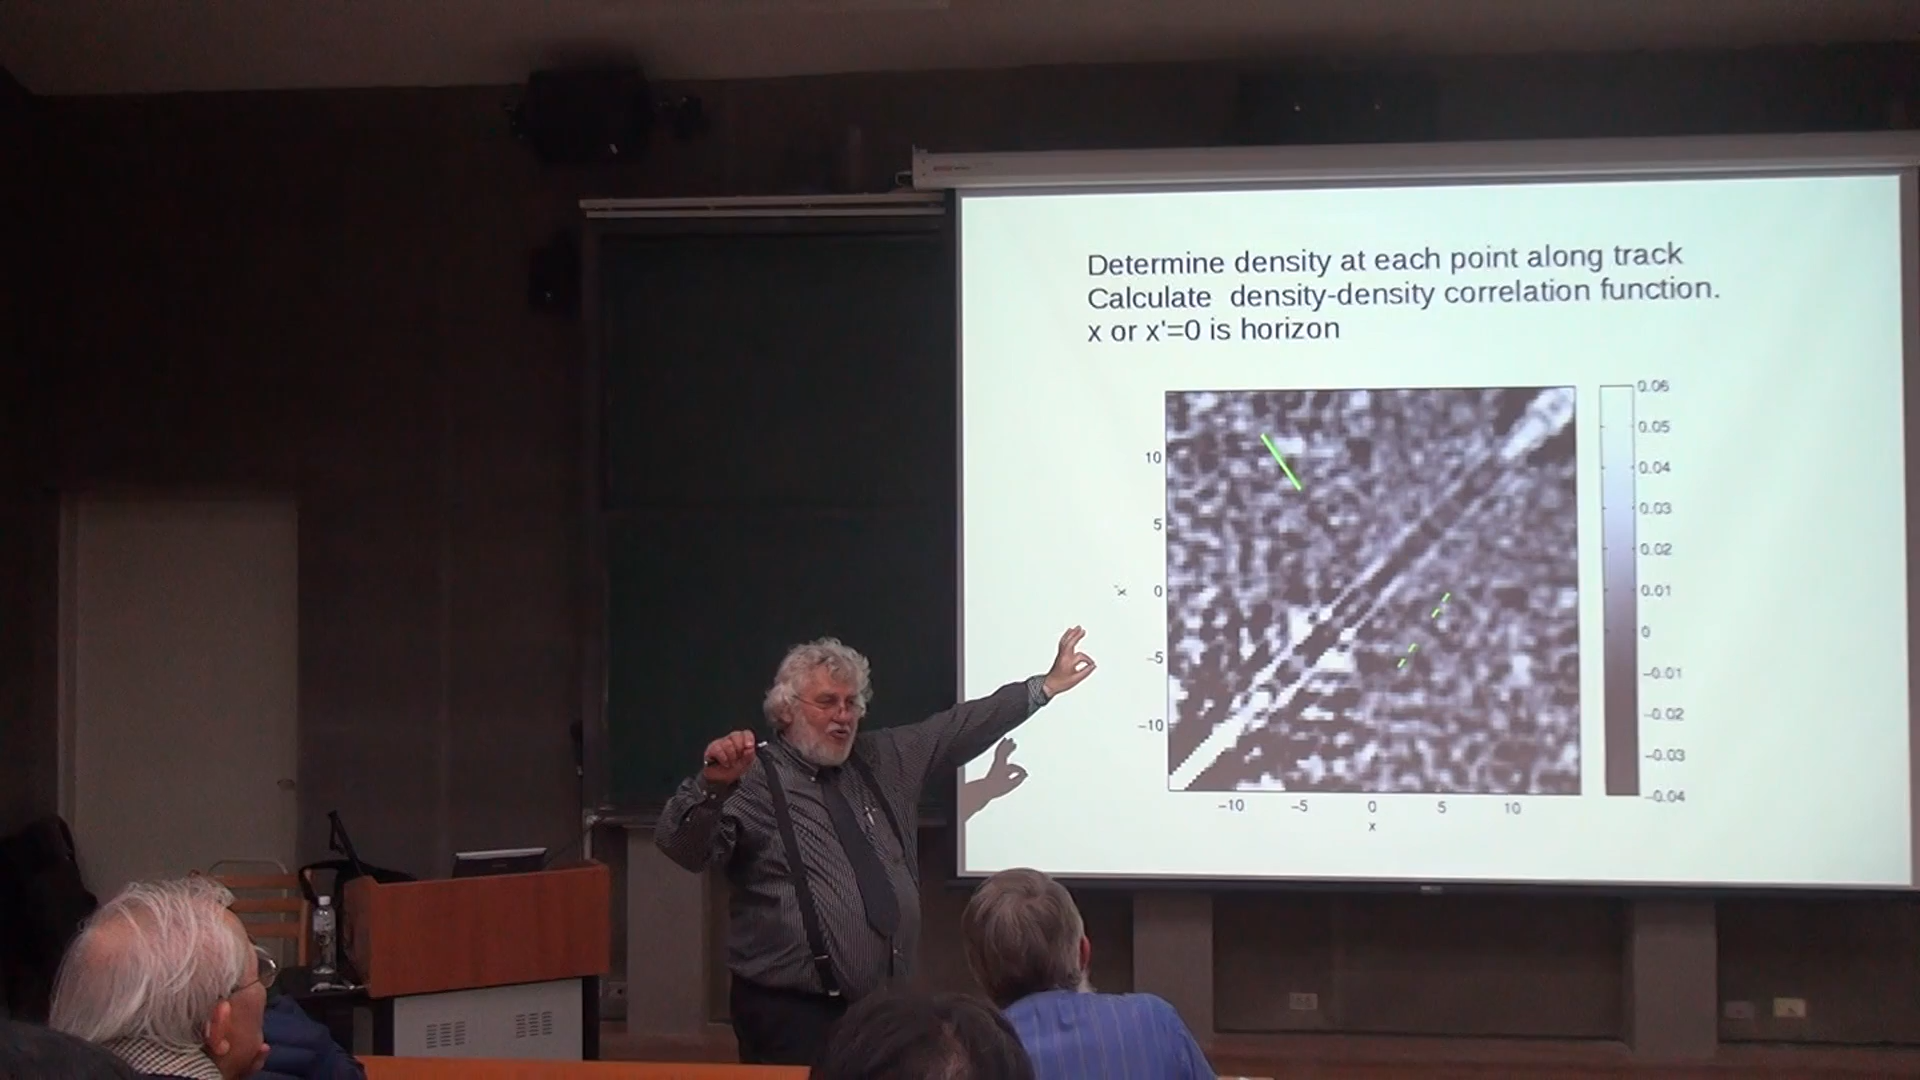 Determine density at each point along track
Calculate density-density correlation function.
x or x'=0 is horizon
0.06
0.05
0.04
0.03
0.02
0.01
0
−0.01
−0.02
−0.03
−0.04
10
5
0
−5
−10
x'
−10 −5 0 5 10
x